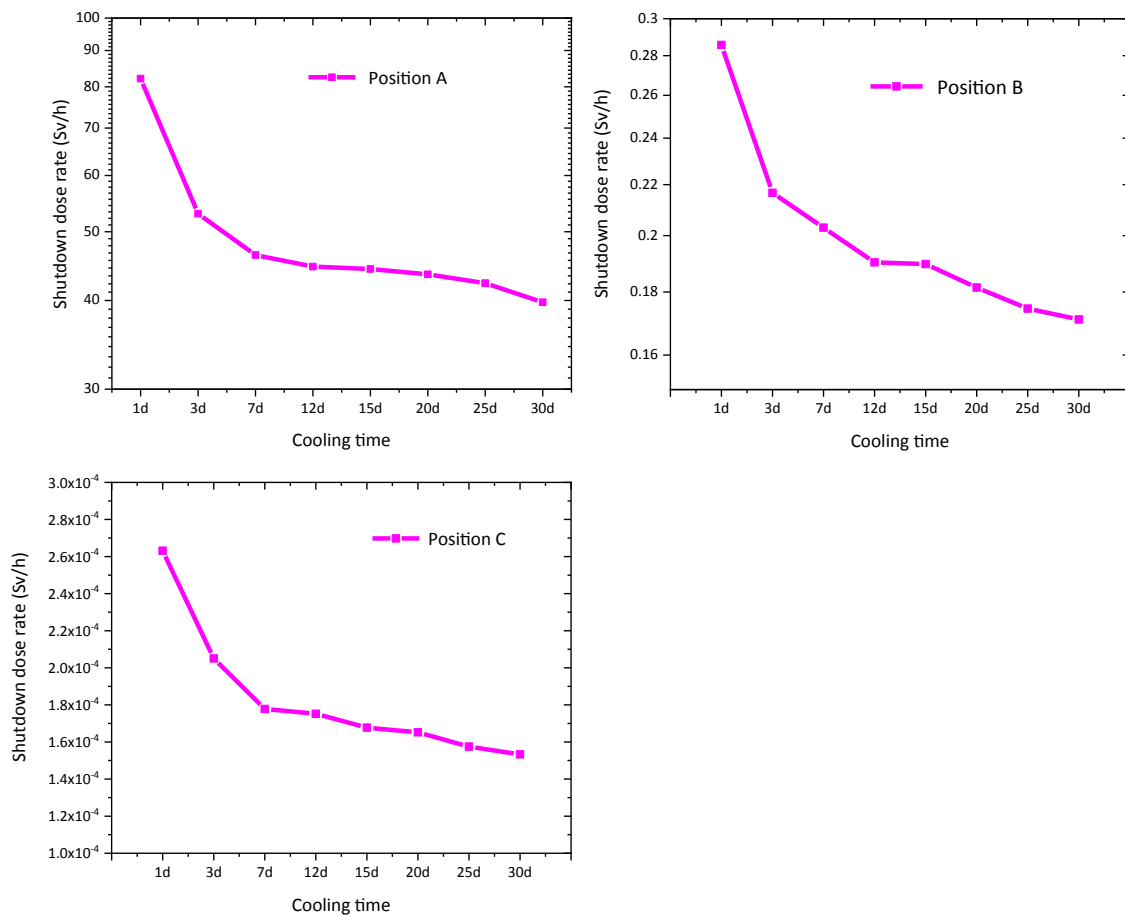 100
90
80
70
60
50
40
30
Shutdown dose rate (Sv/h)
Position A
1d 3d 7d 12d 15d 20d 25d 30d
Cooling time
0.3
0.28
0.26
0.24
0.22
0.2
0.18
0.16
Shutdown dose rate (Sv/h)
Position B
1d 3d 7d 12d 15d 20d 25d 30d
Cooling time
3.0x10⁻⁴
2.8x10⁻⁴
2.6x10⁻⁴
2.4x10⁻⁴
2.2x10⁻⁴
2.0x10⁻⁴
1.8x10⁻⁴
1.6x10⁻⁴
1.4x10⁻⁴
1.2x10⁻⁴
1.0x10⁻⁴
Shutdown dose rate (Sv/h)
Position C
1d 3d 7d 12d 15d 20d 25d 30d
Cooling time